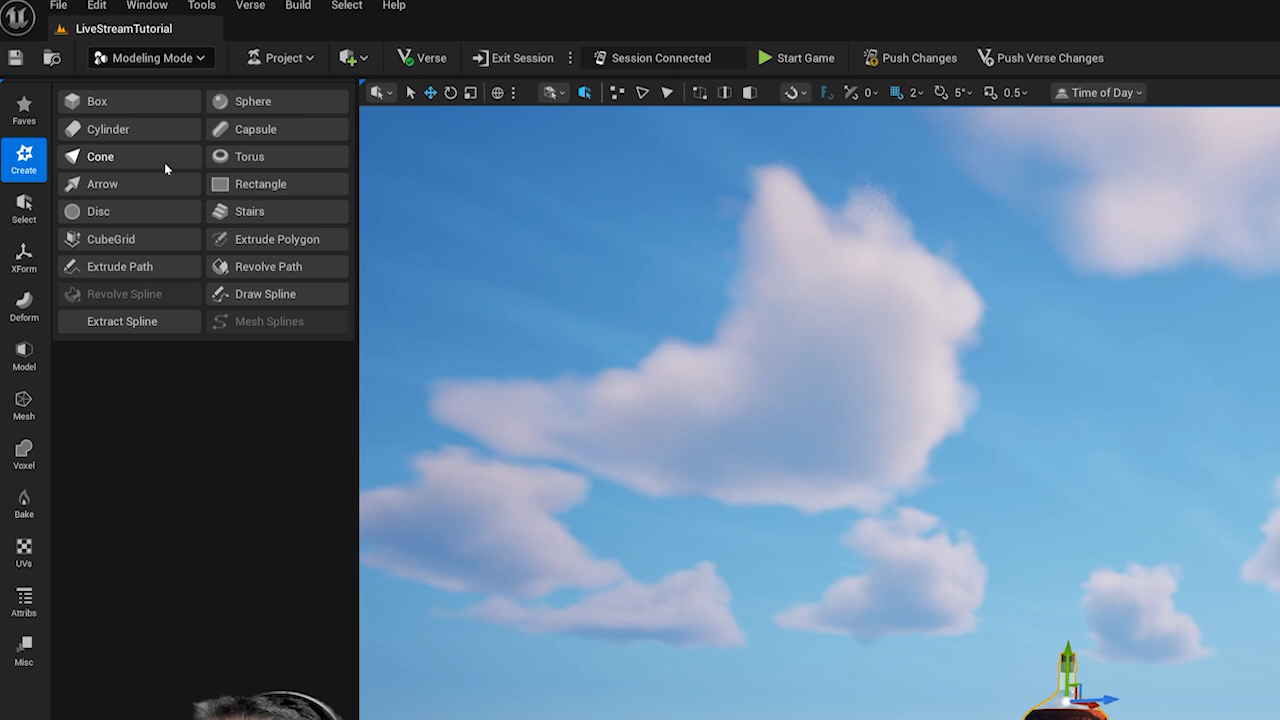 File Edit Window Tools Verse Build Select Help
LiveStreamTutorial
Modeling Mode Project Verse Exit Session Session Connected Start Game Push Changes Push Verse Changes
0 2 5° 0.5 Time of Day
Faves
Create
Select
XForm
Deform
Model
Mesh
Voxel
Bake
UVs
Attribs
Misc
Box Sphere
Cylinder Capsule
Cone Torus
Arrow Rectangle
Disc Stairs
CubeGrid Extrude Polygon
Extrude Path Revolve Path
Revolve Spline Draw Spline
Extract Spline Mesh Splines